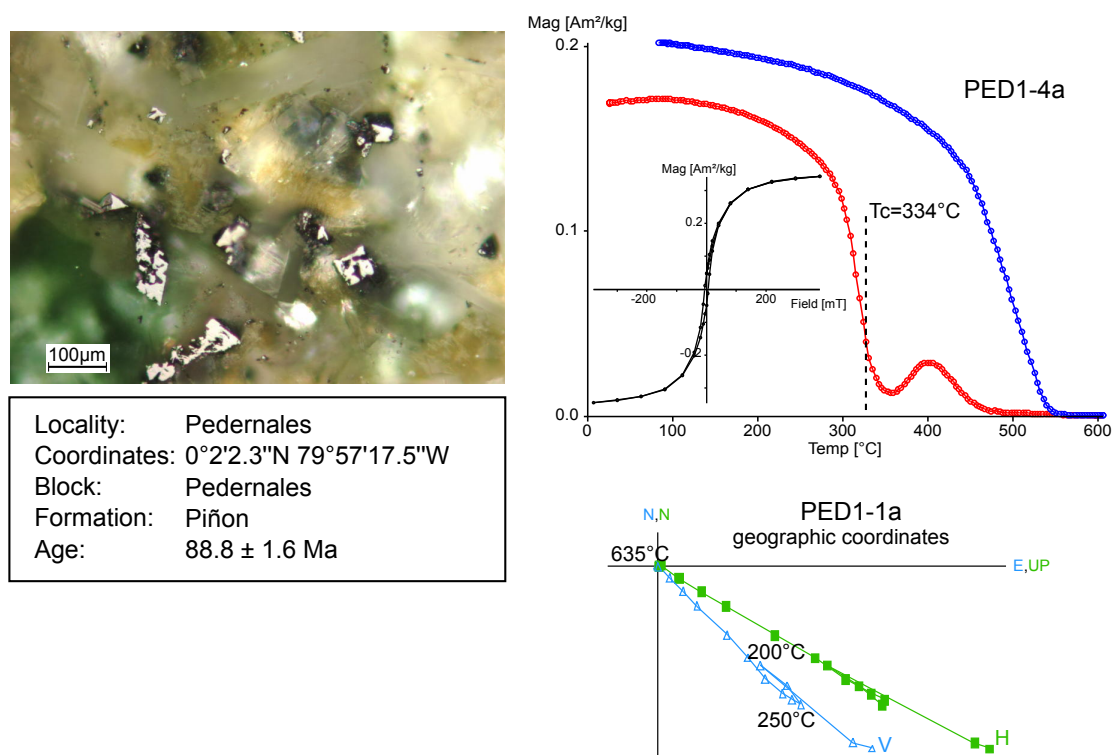 100µm
Locality: Pedernales
Coordinates: 0°2'2.3"N 79°57'17.5"W
Block: Pedernales
Formation: Piñon
Age: 88.8 ± 1.6 Ma
Mag [Am²/kg]
0.2
0.1
0.0
PED1-4a
Tc=334°C
100
200
300
400
500
600
Temp [°C]
Mag [Am²/kg]
0.2
-0.2
-200
200
Field [mT]
PED1-1a
geographic coordinates
N,N
E,UP
635°C
200°C
250°C
V
H